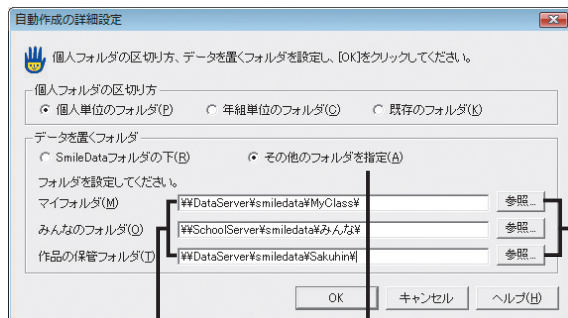 自動作成の詳細設定
個人フォルダの区切り方、データを置くフォルダを設定し、[OK]をクリックしてください。
個人フォルダの区切り方
個人単位のフォルダ(P) 年組単位のフォルダ(C) 既存のフォルダ(K)
データを置くフォルダ
SmileDataフォルダの下(R) その他のフォルダを指定(A)
フォルダを設定してください。
マイフォルダ(M) ¥¥DataServer¥smiledata¥MyClass¥ 参照...
みんなのフォルダ(O) ¥¥SchoolServer¥smiledata¥みんな¥ 参照...
作品の保管フォルダ(T) ¥¥DataServer¥smiledata¥Sakuhin¥ 参照...
OK キャンセル ヘルプ(H)